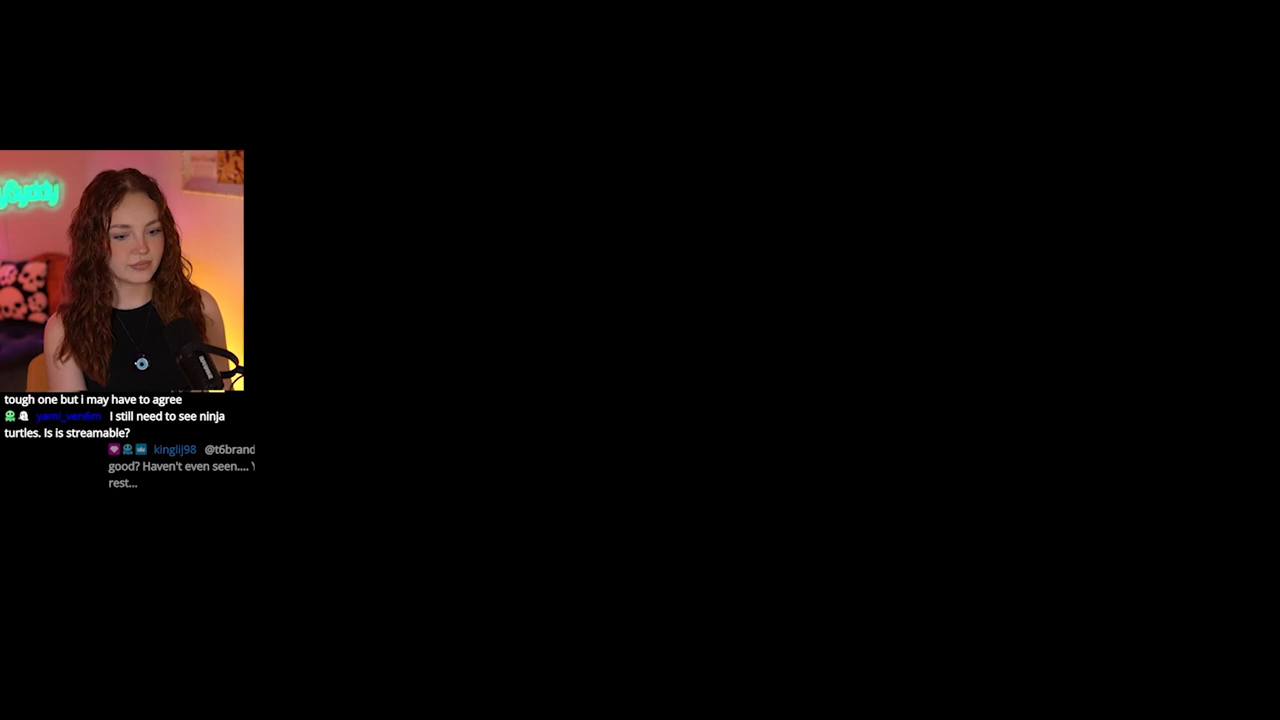 tough one but i may have to agree
yami_venlim I still need to see ninja
turtles. Is is streamable?
kinglij98 @t6brand
good? Haven't even seen....
rest...